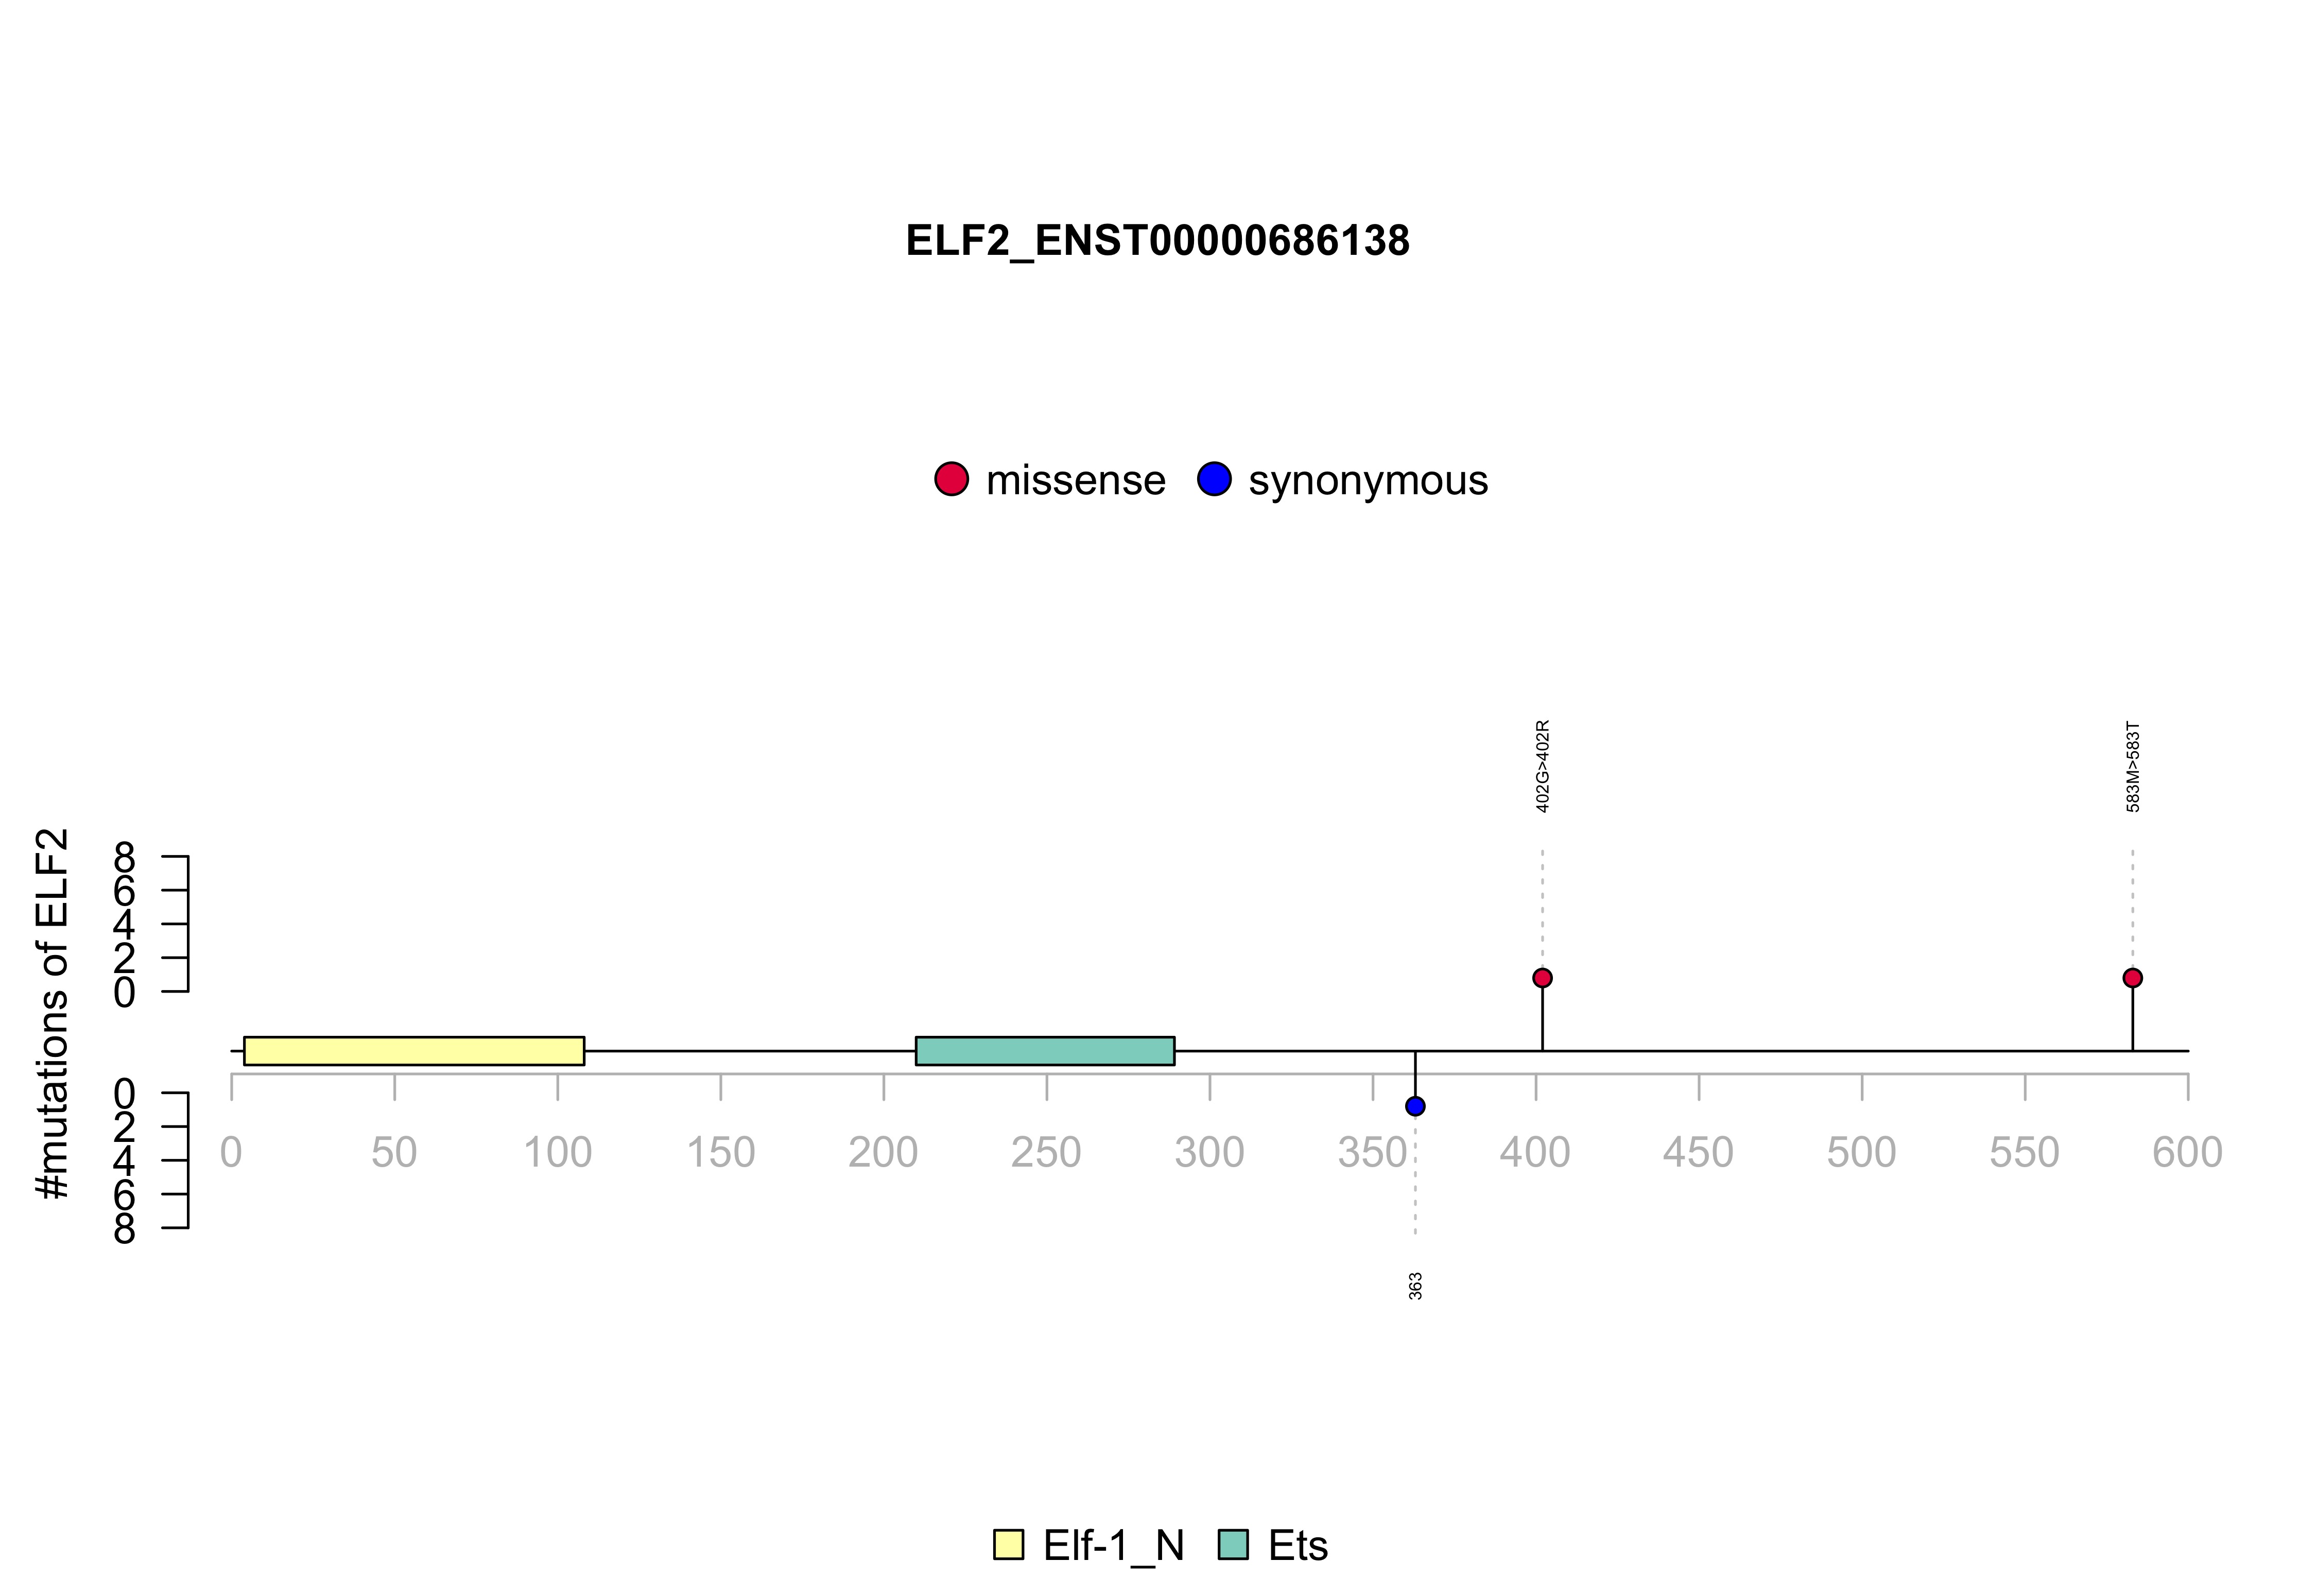 ELF2_ENST00000686138
missense synonymous
402G>402R
583M>583T
#mutations of ELF2
8
6
4
2
0
0
2
4
6
8
0 50 100 150 200 250 300 350 400 450 500 550 600
363
Elf-1_N Ets